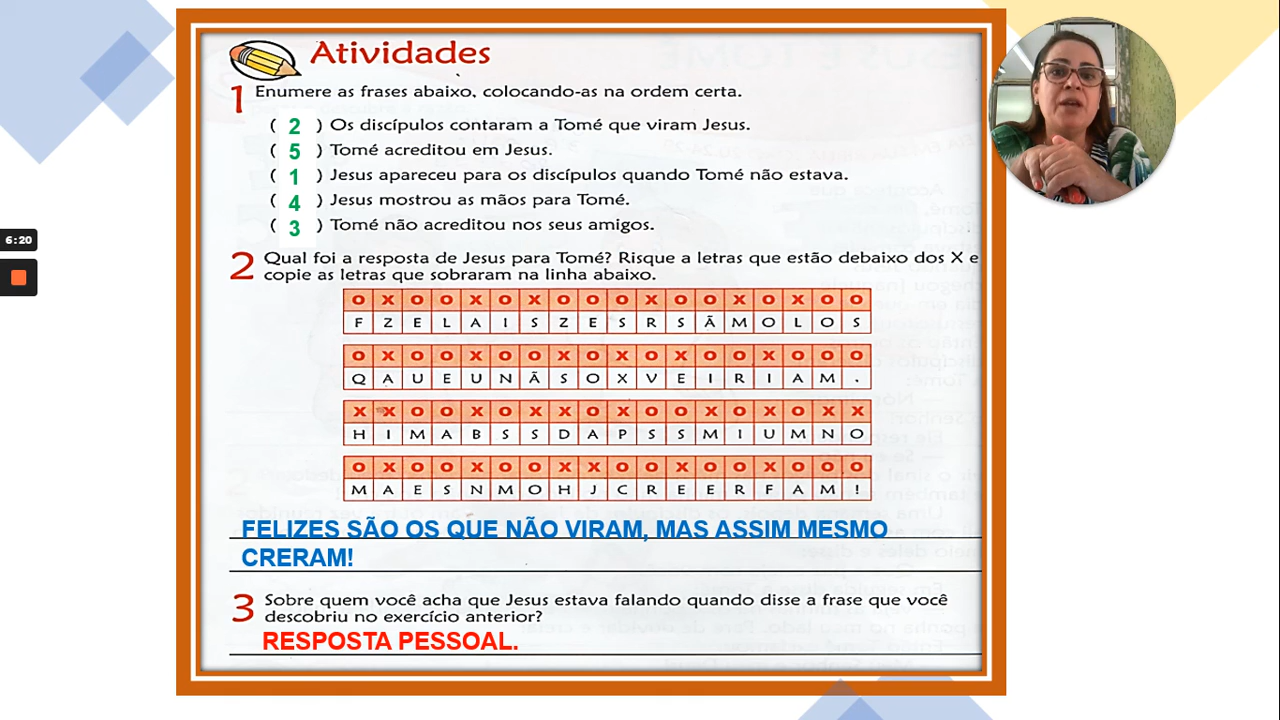 Atividades
1 Enumere as frases abaixo, colocando-as na ordem certa.
( 2 ) Os discípulos contaram a Tomé que viram Jesus.
( 5 ) Tomé acreditou em Jesus.
( 1 ) Jesus apareceu para os discípulos quando Tomé não estava.
( 4 ) Jesus mostrou as mãos para Tomé.
( 3 ) Tomé não acreditou nos seus amigos.
2 Qual foi a resposta de Jesus para Tomé? Risque a letras que estão debaixo dos X e
copie as letras que sobraram na linha abaixo.
O X O O X O X O O O X O O X O X O O
F Z E L A I S Z E S R S Ã M O L O S
O X O O X O O X O X O X O O X O O O
Q A U E U N Ã S O X V E I R I A M .
X X O O X O X X O X O O X O X O X X
H I M A B S S D A P S S M I U M N O
O X O O X O O X X O O X O O X O O O
M A E S N M O H J C R E E R F A M !
FELIZES SÃO OS QUE NÃO VIRAM, MAS ASSIM MESMO
CRERAM!
3 Sobre quem você acha que Jesus estava falando quando disse a frase que você
descobriu no exercício anterior?
RESPOSTA PESSOAL.
6:20